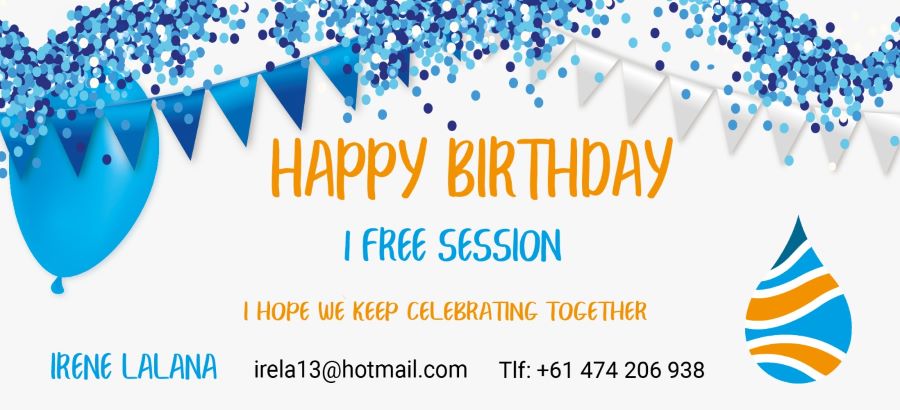 HAPPY BIRTHDAY
1 FREE SESSION
I HOPE WE KEEP CELEBRATING TOGETHER
IRENE LALANA irela13@hotmail.com Tlf: +61 474 206 938